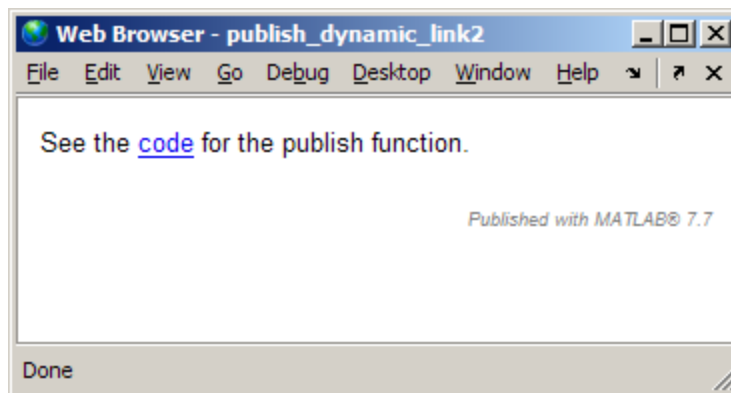 Web Browser - publish_dynamic_link2
File Edit View Go Debug Desktop Window Help
See the code for the publish function.
Published with MATLAB® 7.7
Done